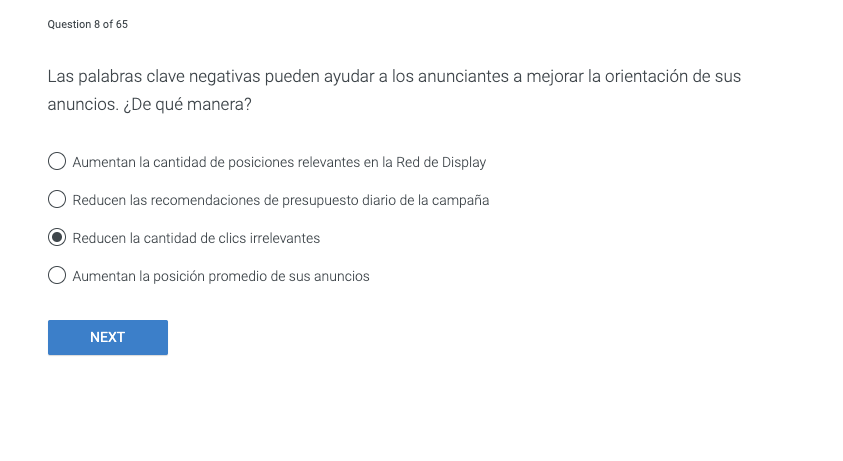 Question 8 of 65
Las palabras clave negativas pueden ayudar a los anunciantes a mejorar la orientación de sus
anuncios. ¿De qué manera?
Aumentan la cantidad de posiciones relevantes en la Red de Display
Reducen las recomendaciones de presupuesto diario de la campaña
Reducen la cantidad de clics irrelevantes
Aumentan la posición promedio de sus anuncios
NEXT